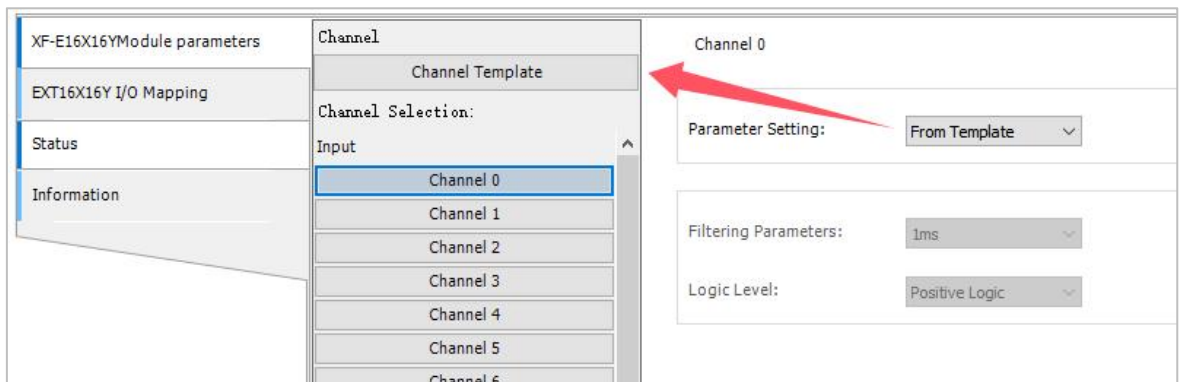 XF-E16X16YModule parameters
EXT16X16Y I/O Mapping
Status
Information
Channel
Channel Template
Channel Selection:
Input
Channel 0
Channel 1
Channel 2
Channel 3
Channel 4
Channel 5
Channel 6
Channel 0
Parameter Setting: From Template
Filtering Parameters: 1ms
Logic Level: Positive Logic